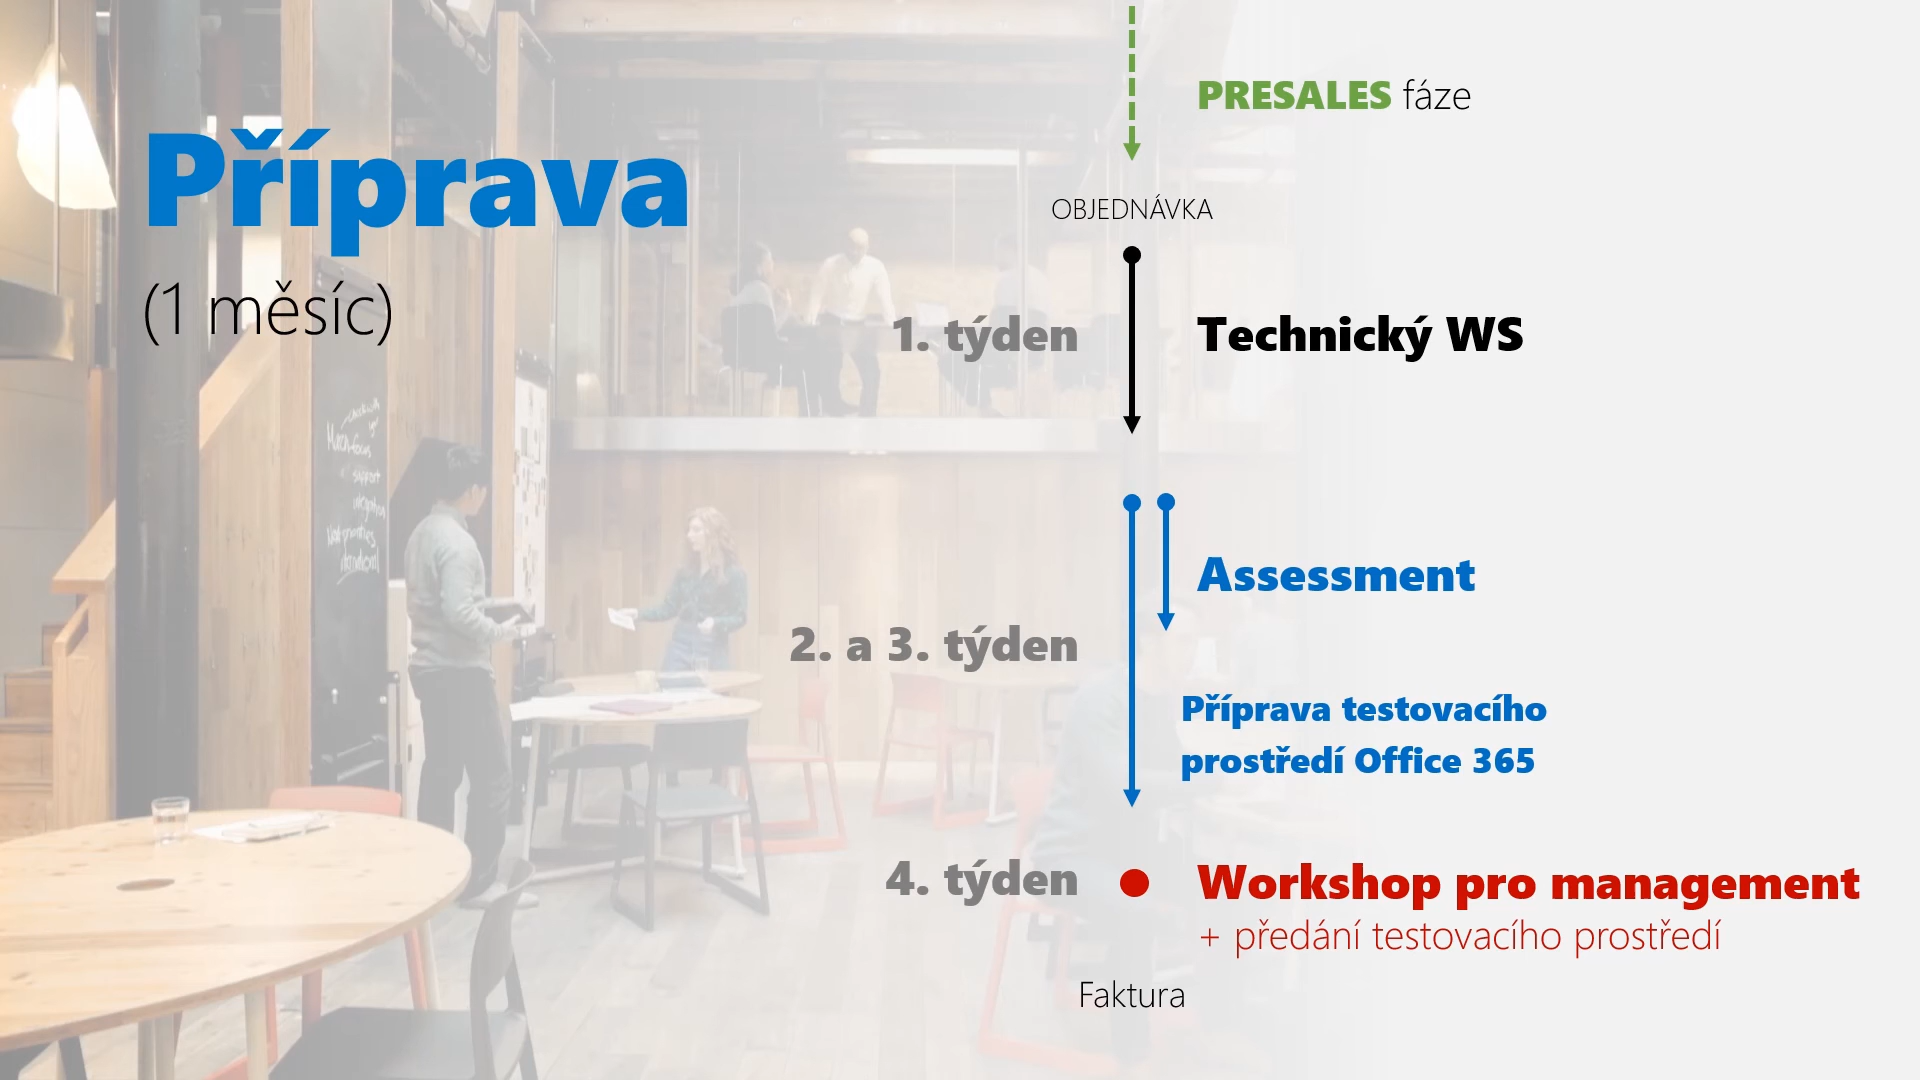 Příprava
(1 měsíc)
PRESALES fáze
OBJEDNÁVKA
1. týden
Technický WS
Assessment
2. a 3. týden
Příprava testovacího
prostředí Office 365
4. týden
Workshop pro management
+ předání testovacího prostředí
Faktura